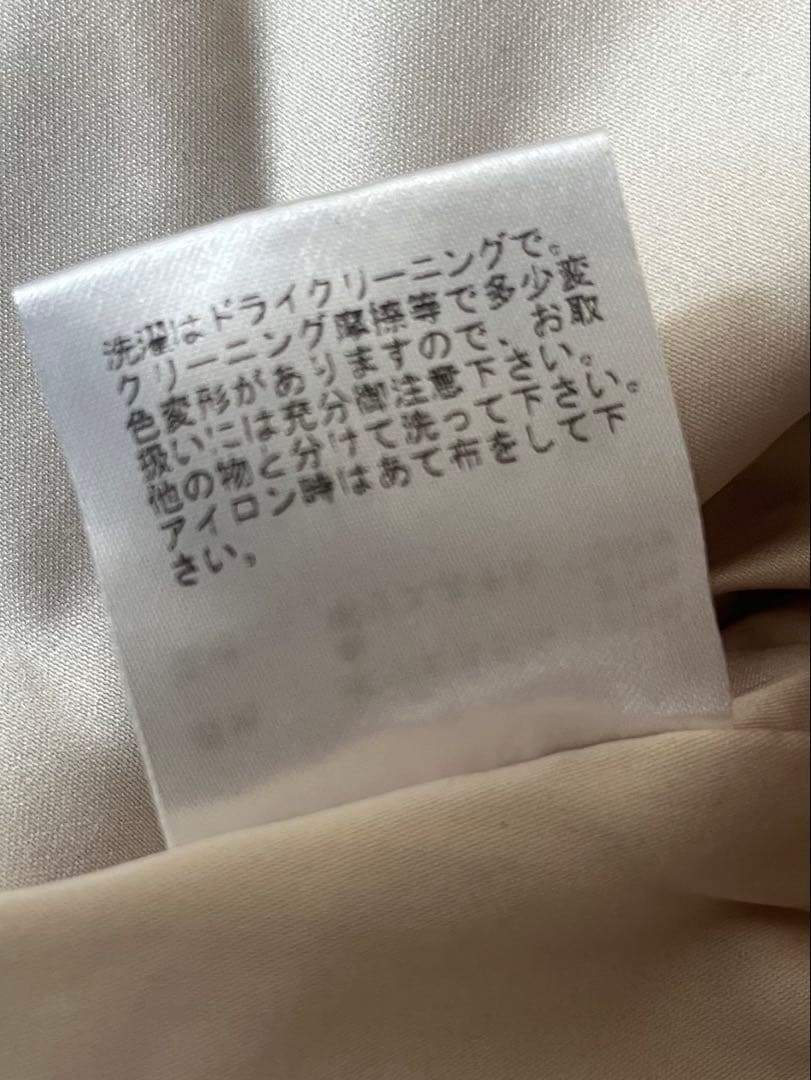 洗濯はドライクリーニングで。
クリーニング摩擦等で多少変
色変形がありますので、お取
扱いには充分御注意下さい。
他の物と分けて洗って下さい。
アイロン時はあて布をして下
さい。